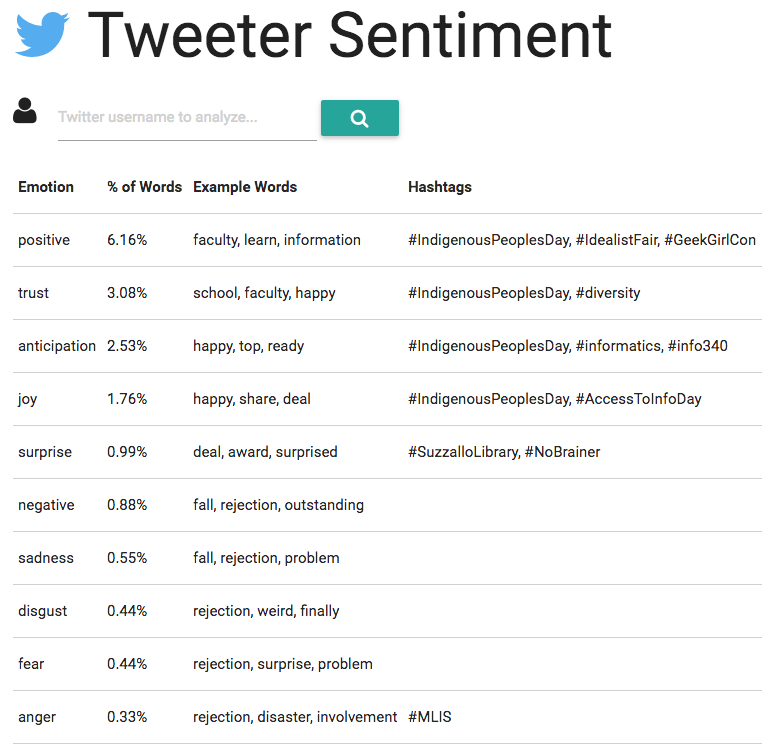 Tweeter Sentiment
Twitter username to analyze...
Emotion % of Words Example Words Hashtags
positive 6.16% faculty, learn, information #IndigenousPeoplesDay, #IdealistFair, #GeekGirlCon
trust 3.08% school, faculty, happy #IndigenousPeoplesDay, #diversity
anticipation 2.53% happy, top, ready #IndigenousPeoplesDay, #informatics, #info340
joy 1.76% happy, share, deal #IndigenousPeoplesDay, #AccessToInfoDay
surprise 0.99% deal, award, surprised #SuzzalloLibrary, #NoBrainer
negative 0.88% fall, rejection, outstanding
sadness 0.55% fall, rejection, problem
disgust 0.44% rejection, weird, finally
fear 0.44% rejection, surprise, problem
anger 0.33% rejection, disaster, involvement #MLIS